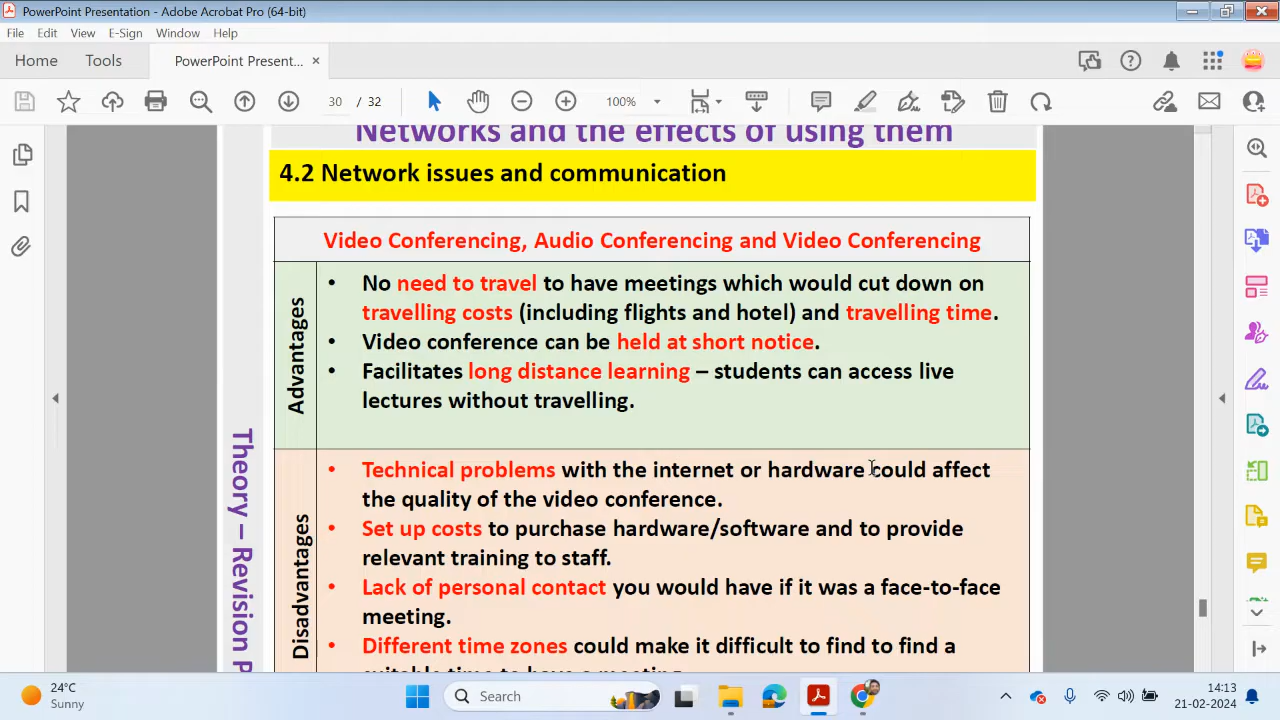 PowerPoint Presentation - Adobe Acrobat Pro (64-bit)
File Edit View E-Sign Window Help
Home Tools PowerPoint Present... ×
30 / 32 100%
Networks and the effects of using them
4.2 Network issues and communication
Video Conferencing, Audio Conferencing and Video Conferencing
Advantages
• No need to travel to have meetings which would cut down on
travelling costs (including flights and hotel) and travelling time.
• Video conference can be held at short notice.
• Facilitates long distance learning – students can access live
lectures without travelling.
Disadvantages
• Technical problems with the internet or hardware could affect
the quality of the video conference.
• Set up costs to purchase hardware/software and to provide
relevant training to staff.
• Lack of personal contact you would have if it was a face-to-face
meeting.
• Different time zones could make it difficult to find to find a
suitable time to have a meeting.
Theory – Revision P
24°C
Sunny
Search
14:13
21-02-2024